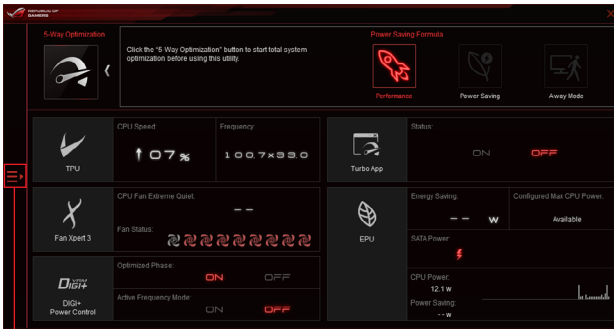 REPUBLIC OF
GAMERS
5-Way Optimization
Click the "5-Way Optimization" button to start total system
optimization before using this utility.
Power Saving Formula
Performance
Power Saving
Away Mode
TPU
CPU Speed:
107%
Frequency:
100.7x39.0
Turbo App
Status:
ON
OFF
Fan Xpert 3
CPU Fan Extreme Quiet:
--
Fan Status:
EPU
Energy Saving:
-- W
Configured Max CPU Power:
Available
SATA Power:
CPU Power:
12.1 w
Power Saving:
-- w
DIGI+ VRM
DIGI+
Power Control
Optimized Phase:
ON
OFF
Active Frequency Mode:
ON
OFF